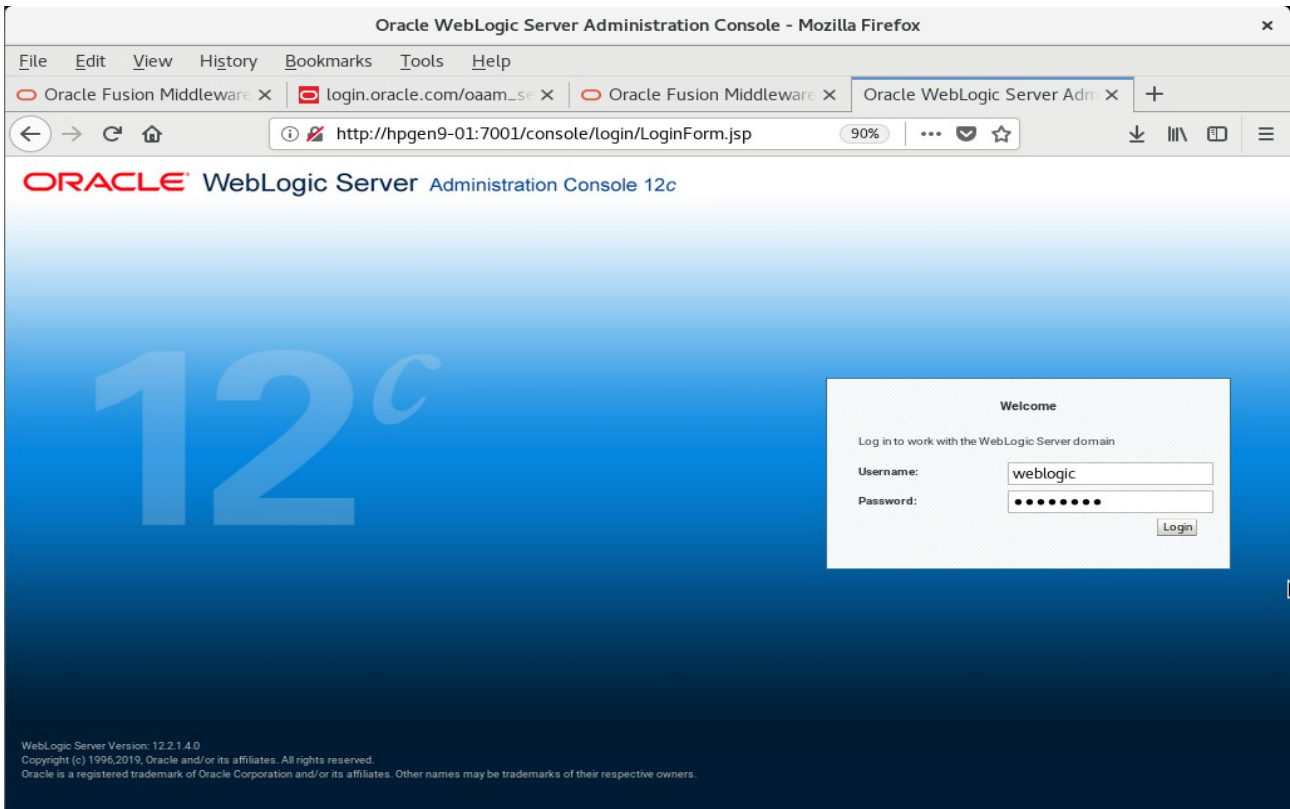 Oracle WebLogic Server Administration Console - Mozilla Firefox
File Edit View History Bookmarks Tools Help
Oracle Fusion Middleware login.oracle.com/oaam_se Oracle Fusion Middleware Oracle WebLogic Server Adm
http://hpgen9-01:7001/console/login/LoginForm.jsp 90%
ORACLE WebLogic Server Administration Console 12c
12c
Welcome
Log in to work with the WebLogic Server domain
Username: weblogic
Password: ●●●●●●●●
Login
WebLogic Server Version: 12.2.1.4.0
Copyright (c) 1996,2019, Oracle and/or its affiliates. All rights reserved.
Oracle is a registered trademark of Oracle Corporation and/or its affiliates. Other names may be trademarks of their respective owners.